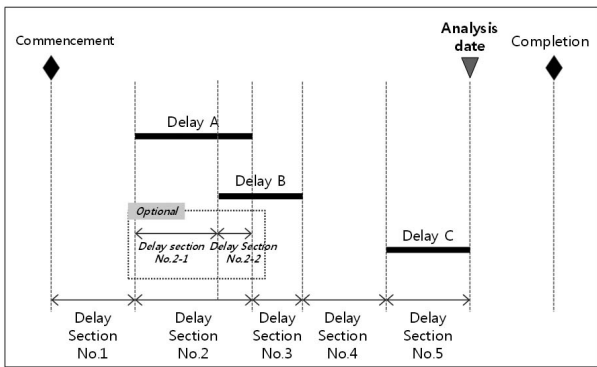 Commencement
Analysis
date
Completion
Delay A
Delay B
Optional
Delay section
No.2-1
Delay Section
No.2-2
Delay C
Delay
Section
No.1
Delay
Section
No.2
Delay
Section
No.3
Delay
Section
No.4
Delay
Section
No.5